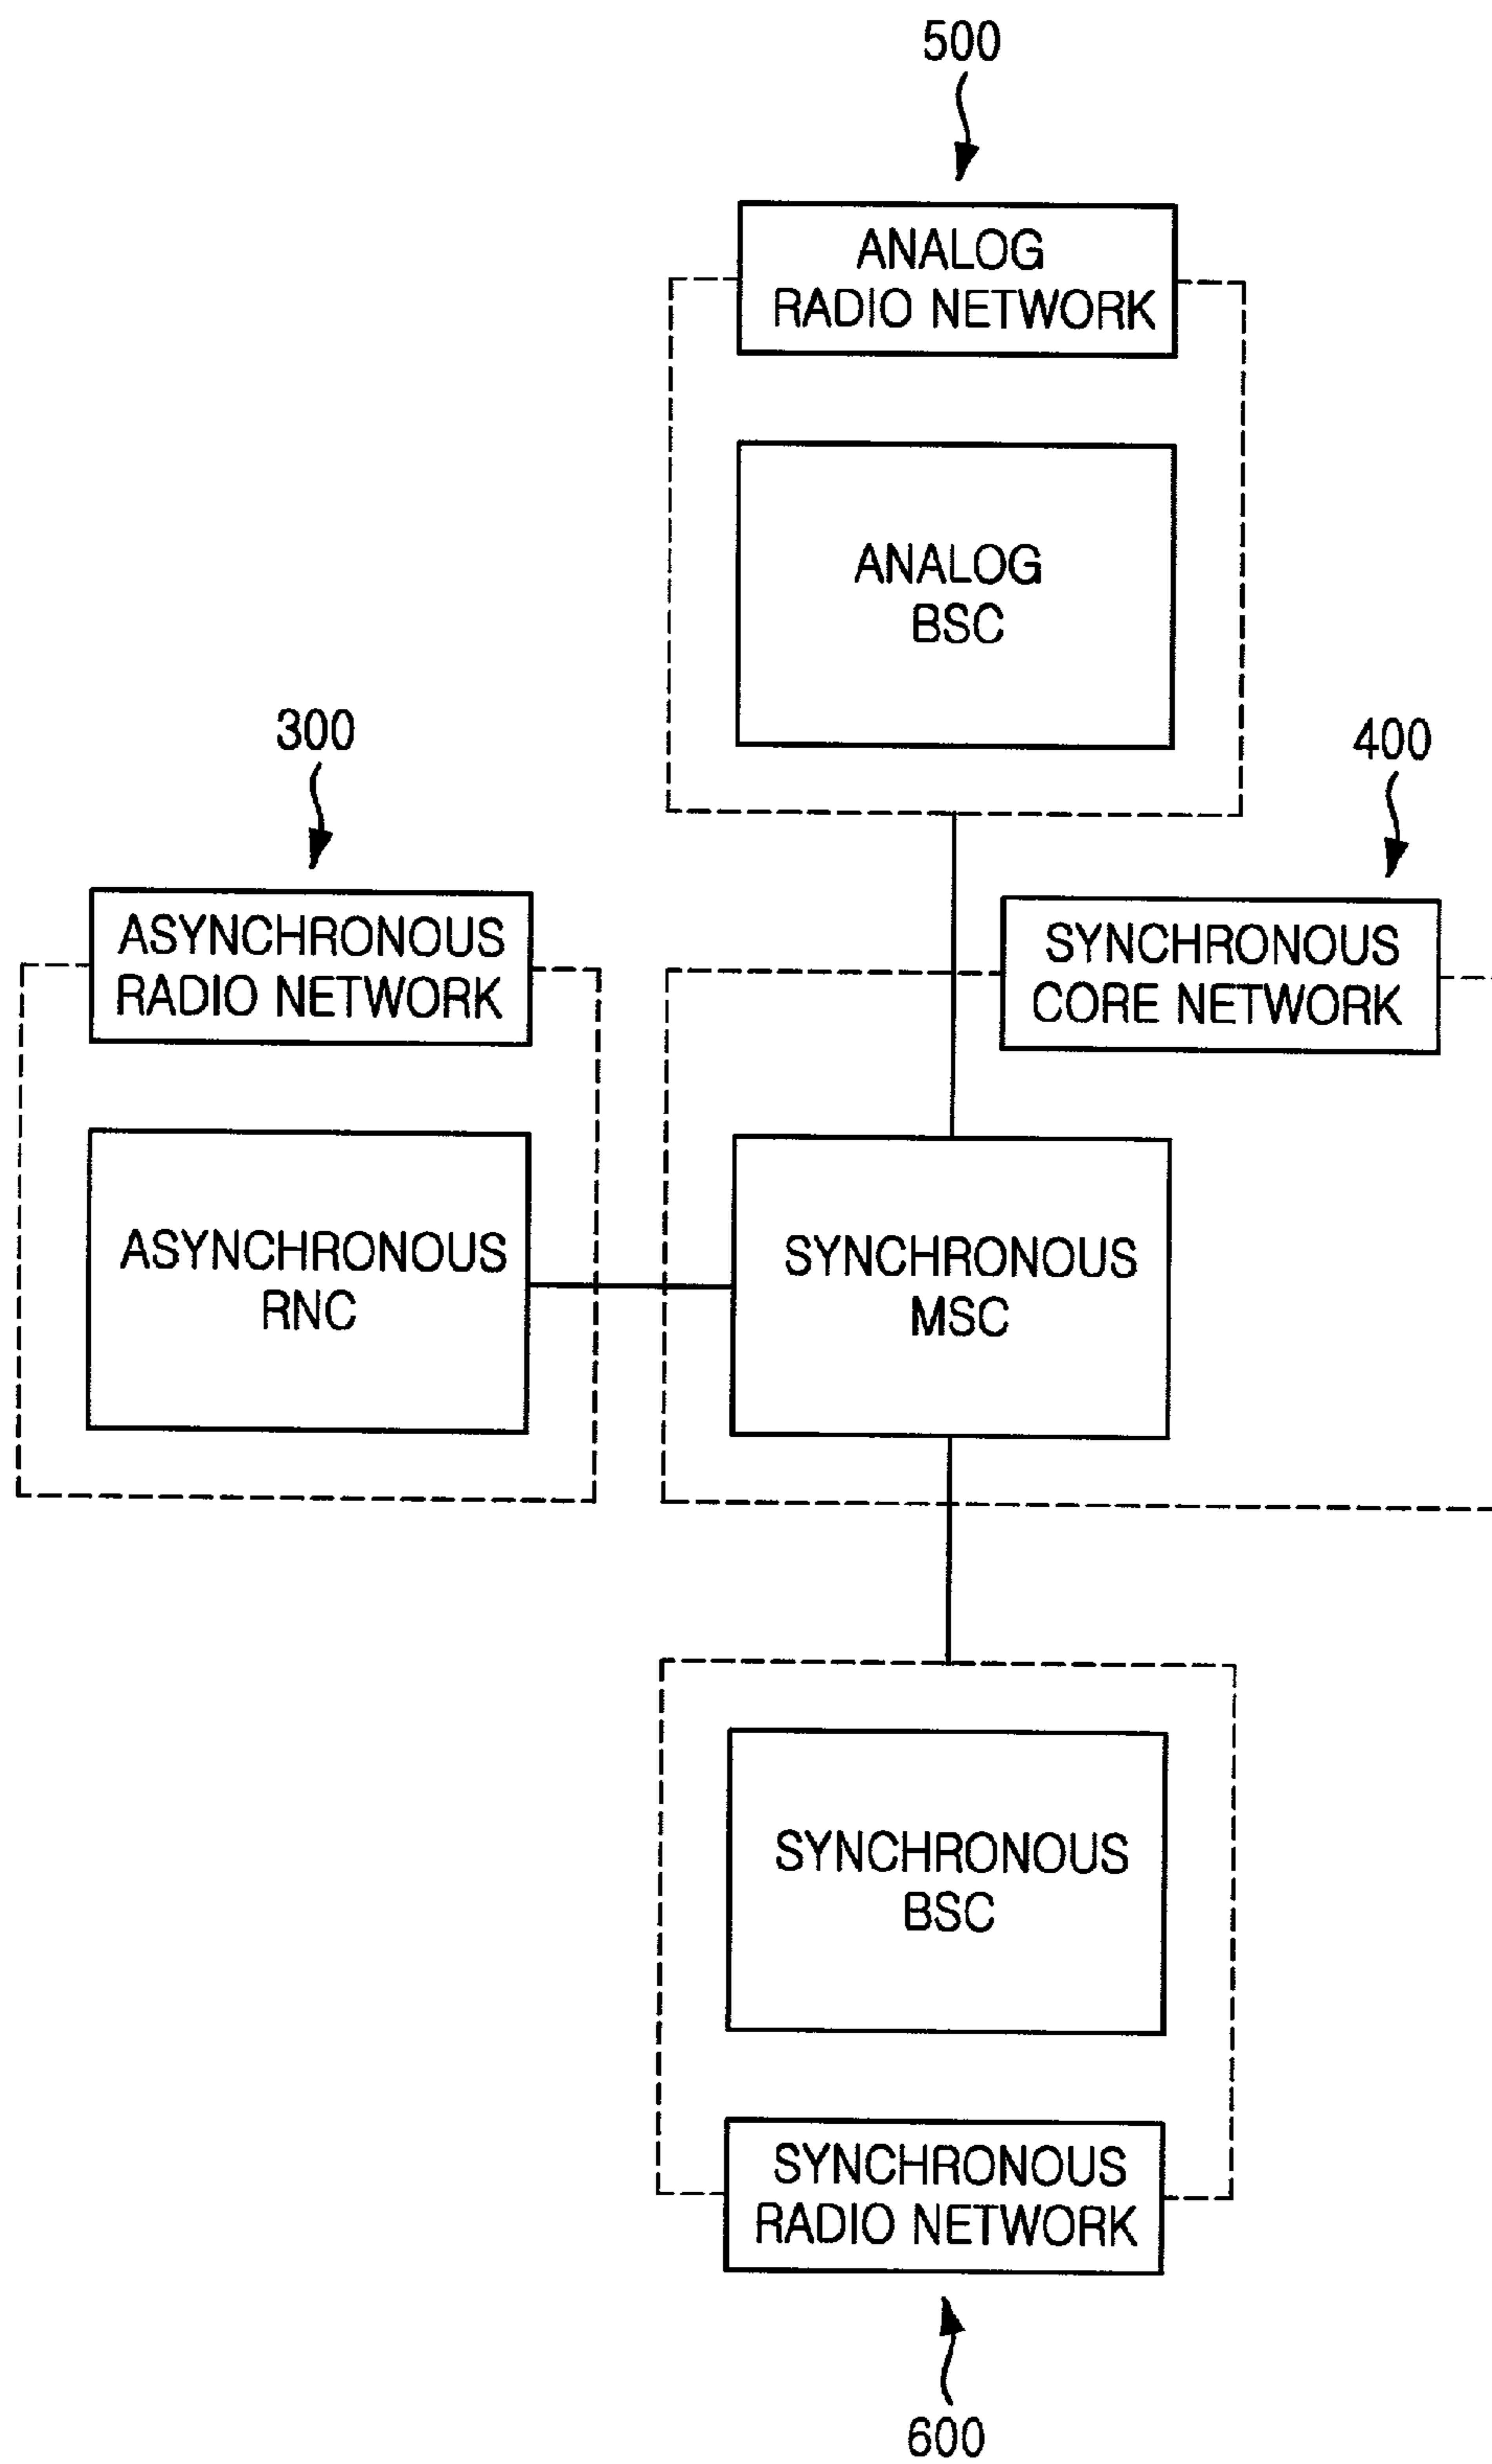 500
ANALOG
RADIO NETWORK
ANALOG
BSC
300
400
ASYNCHRONOUS
RADIO NETWORK
SYNCHRONOUS
CORE NETWORK
ASYNCHRONOUS
RNC
SYNCHRONOUS
MSC
SYNCHRONOUS
BSC
SYNCHRONOUS
RADIO NETWORK
600